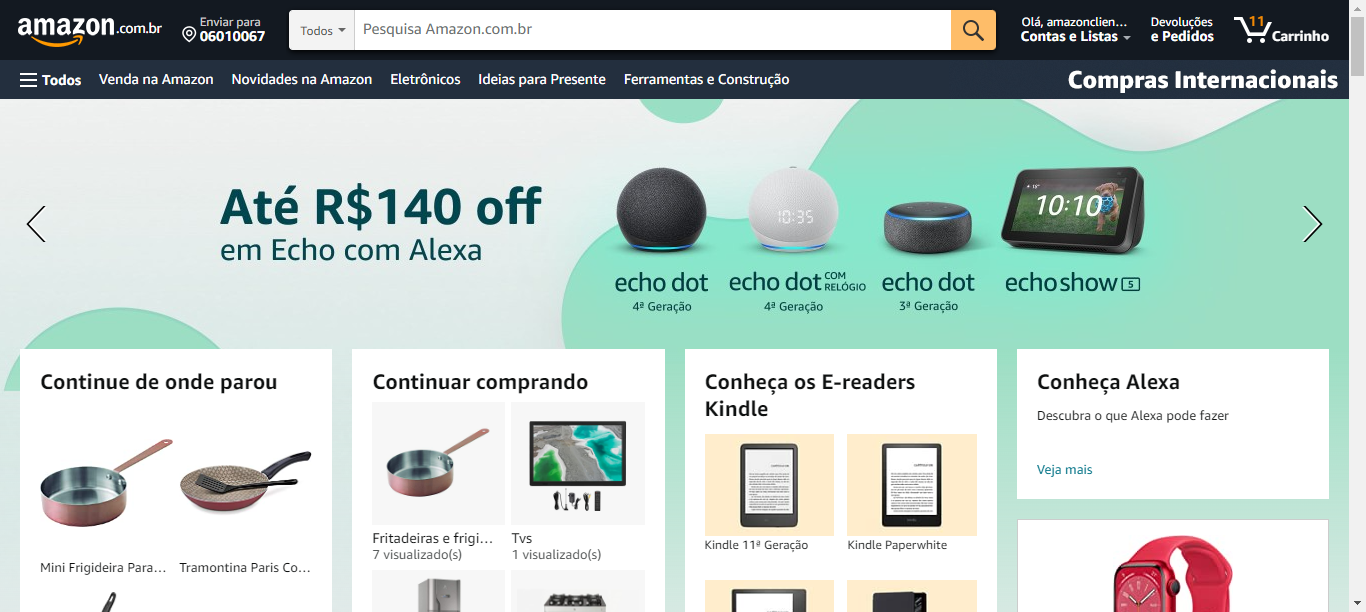 amazon.com.br
Enviar para
06010067
Todos
Pesquisa Amazon.com.br
Olá, amazonclien...
Contas e Listas
Devoluções
e Pedidos
11
Carrinho
Todos
Venda na Amazon
Novidades na Amazon
Eletrônicos
Ideias para Presente
Ferramentas e Construção
Compras Internacionais
Até R$140 off
em Echo com Alexa
10:35
10:10
echo dot
4ª Geração
echo dot COM RELÓGIO
4ª Geração
echo dot
3ª Geração
echo show 5
Continue de onde parou
Mini Frigideira Para...
Tramontina Paris Co...
Continuar comprando
Fritadeiras e frigi...
7 visualizado(s)
Tvs
1 visualizado(s)
Conheça os E-readers
Kindle
Kindle 11ª Geração
Kindle Paperwhite
Conheça Alexa
Descubra o que Alexa pode fazer
Veja mais